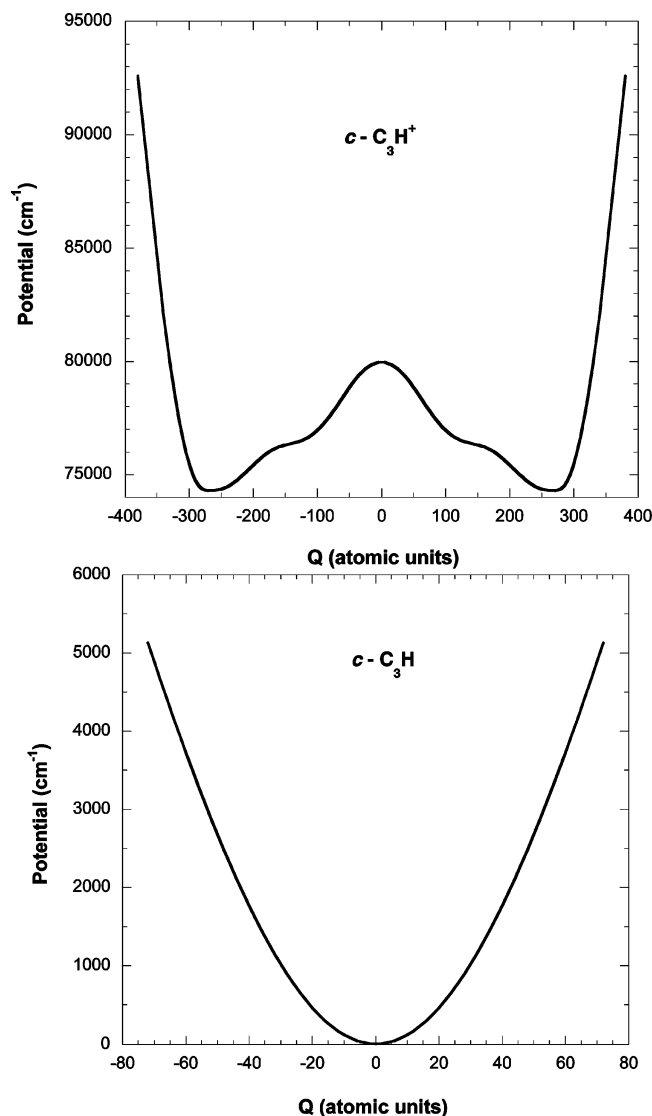 95000
90000
85000
80000
75000
Potential (cm⁻¹)
c - C₃H⁺
-400 -300 -200 -100 0 100 200 300 400
Q (atomic units)
6000
5000
4000
3000
2000
1000
0
Potential (cm⁻¹)
c - C₃H
-80 -60 -40 -20 0 20 40 60 80
Q (atomic units)